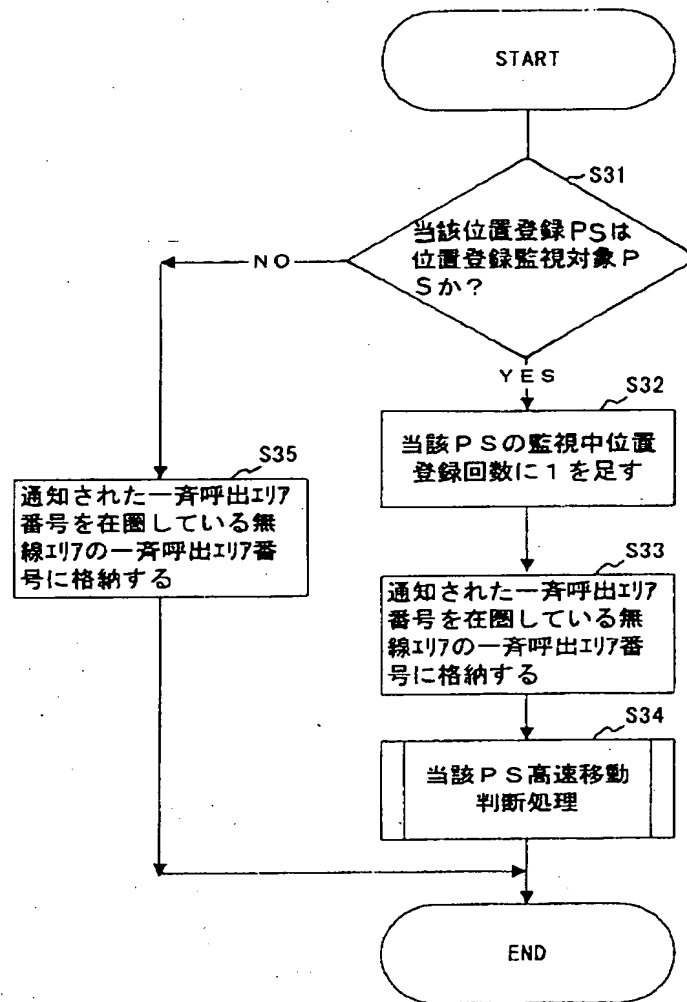 START
S31
当該位置登録PSは
位置登録監視対象P
Sか?
NO
YES
S32
当該PSの監視中位置
登録回数に1を足す
S35
通知された一斉呼出エリア
番号を在圏している無
線エリアの一斉呼出エリア番
号に格納する
S33
通知された一斉呼出エリア
番号を在圏している無
線エリアの一斉呼出エリア番
号に格納する
S34
当該PS高速移動
判断処理
END